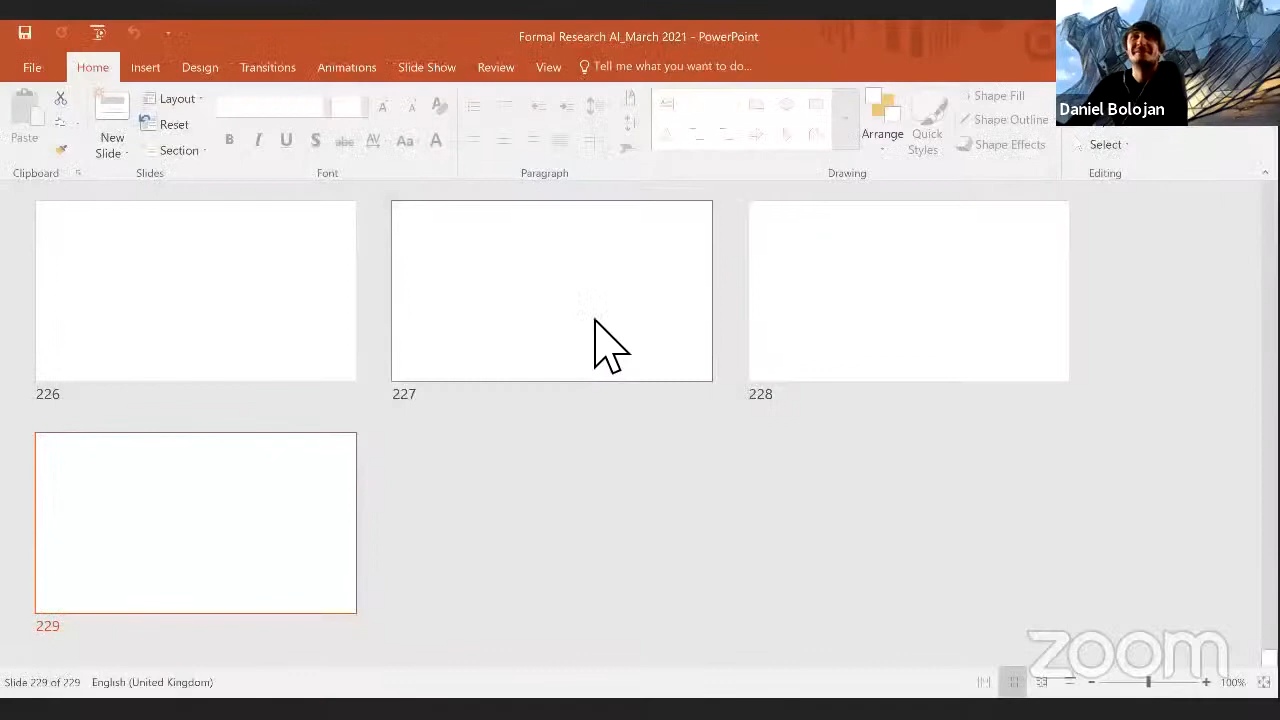 Formal Research AI_March 2021 - PowerPoint
File Home Insert Design Transitions Animations Slide Show Review View Tell me what you want to do...
Daniel Bolojan
Paste
New Slide
Layout
Reset
Section
B I U S abc AV Aa A
Arrange
Quick Styles
Shape Fill
Shape Outline
Shape Effects
Select
Clipboard Slides Font Paragraph Drawing Editing
226 227 228
229
zoom
Slide 229 of 229 English (United Kingdom) 100%